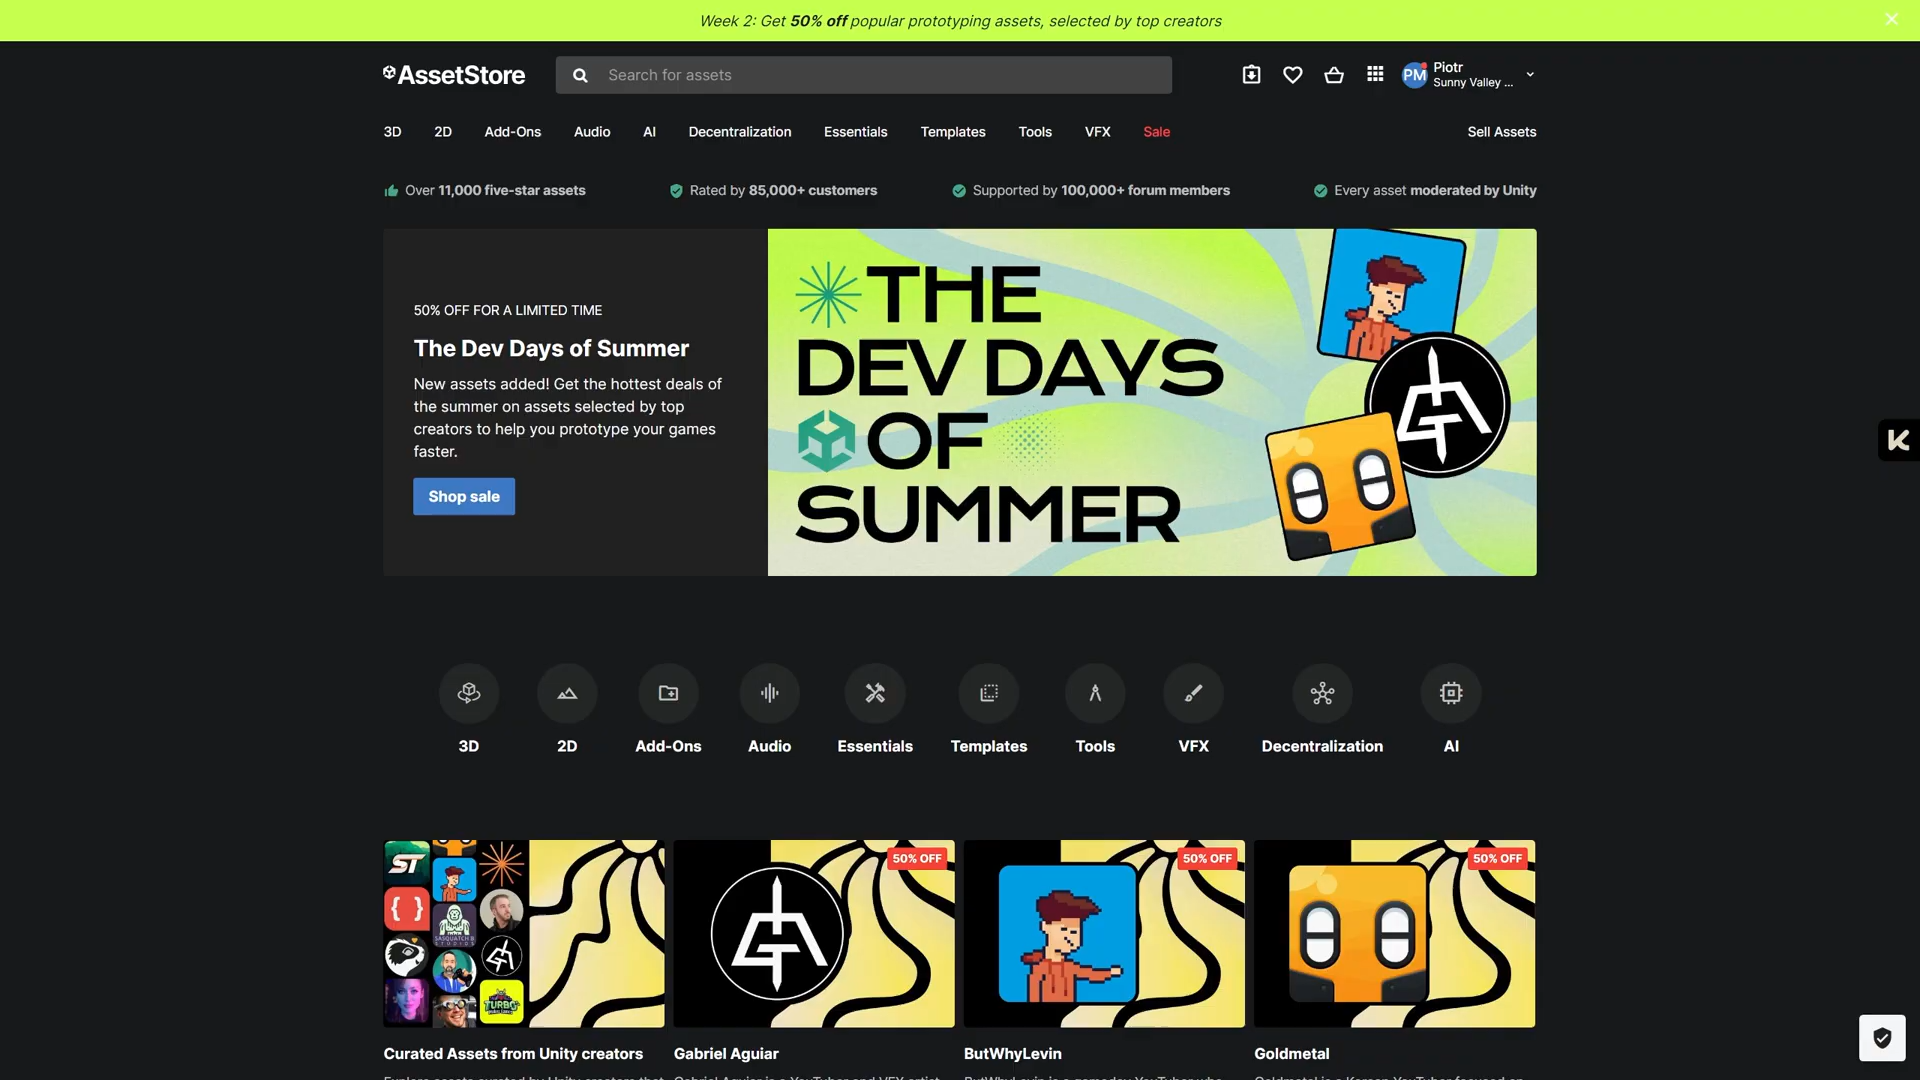 Week 2: Get 50% off popular prototyping assets, selected by top creators
AssetStore
Search for assets
PM
Piotr
Sunny Valley ...
3D
2D
Add-Ons
Audio
AI
Decentralization
Essentials
Templates
Tools
VFX
Sale
Sell Assets
Over 11,000 five-star assets
Rated by 85,000+ customers
Supported by 100,000+ forum members
Every asset moderated by Unity
50% OFF FOR A LIMITED TIME
The Dev Days of Summer
New assets added! Get the hottest deals of
the summer on assets selected by top
creators to help you prototype your games
faster.
Shop sale
THE
DEV DAYS
OF
SUMMER
3D
2D
Add-Ons
Audio
Essentials
Templates
Tools
VFX
Decentralization
AI
ST
SASQUATCH B
STUDIOS
TURBO
50% OFF
50% OFF
50% OFF
Curated Assets from Unity creators
Gabriel Aguiar
ButWhyLevin
Goldmetal